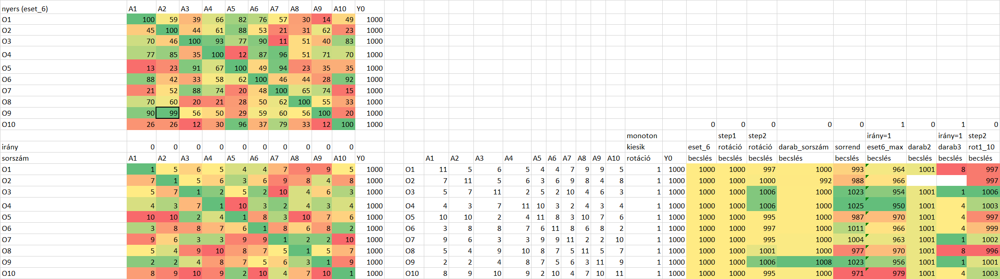 nyers (eset_6) A1 A2 A3 A4 A5 A6 A7 A8 A9 A10 Y0
O1 100 59 39 66 82 76 57 30 14 49 1000
O2 45 100 44 61 88 53 21 31 62 23 1000
O3 70 46 100 93 77 90 11 51 40 83 1000
O4 77 85 35 100 12 87 96 51 71 70 1000
O5 13 23 91 67 100 49 94 23 35 35 1000
O6 88 42 33 58 62 100 46 44 28 92 1000
O7 21 52 88 74 20 48 100 65 74 15 1000
O8 70 60 20 21 28 50 62 100 55 33 1000
O9 90 99 56 50 29 59 60 56 100 20 1000
O10 26 26 12 30 96 37 79 33 12 100 1000 0 0 0 0 0 1 0 1 0
monoton step1 step2 irány=1 irány=1 step2
irány 0 0 0 0 0 0 0 0 0 0 kiesik eset_6 rotáció rotáció darab_sorszám sorrend eset6_max darab2 darab3 rot1_10
sorszám A1 A2 A3 A4 A5 A6 A7 A8 A9 A10 Y0 A1 A2 A3 A4 A5 A6 A7 A8 A9 A10 rotáció Y0 becslés becslés becslés becslés becslés becslés becslés becslés becslés
O1 1 5 6 5 4 4 7 9 9 5 1000 O1 11 5 6 5 4 4 7 9 9 5 1 1000 1000 1000 997 1000 993 964 1001 8 997
O2 7 1 5 6 3 6 9 8 4 8 1000 O2 7 11 5 6 3 6 9 8 4 8 1 1000 1000 1000 1000 992 988 966 997
O3 5 7 1 2 5 2 10 4 6 3 1000 O3 5 7 11 2 5 2 10 4 6 3 1 1000 1000 1000 1006 1000 1023 954 1001 1 1006
O4 4 3 7 1 10 3 2 4 3 4 1000 O4 4 3 7 11 10 3 2 4 3 4 1 1000 1000 1000 1006 1000 1025 950 1001 4 1003
O5 10 10 2 4 1 8 3 10 7 6 1000 O5 10 10 2 4 11 8 3 10 7 6 1 1000 1000 1000 995 1000 987 970 1001 4 997
O6 3 8 8 7 6 1 8 6 8 2 1000 O6 3 8 8 7 6 11 8 6 8 2 1 1000 1000 1000 997 1000 1011 966 1001 4 999
O7 9 6 3 3 9 9 1 2 2 10 1000 O7 9 6 3 3 9 9 11 2 2 10 1 1000 1000 1000 995 1000 1004 963 1001 1 1002
O8 5 4 9 10 8 7 5 1 5 7 1000 O8 5 4 9 10 8 7 5 11 5 7 1 1000 1000 1000 1001 1000 977 970 1001 8 996
O9 2 2 4 8 7 5 6 3 1 9 1000 O9 2 2 4 8 7 5 6 3 11 9 1 1000 1000 1000 1006 1008 1023 956 1001 1 1001
O10 8 9 10 9 2 10 4 7 10 1 1000 O10 8 9 10 9 2 10 4 7 10 11 1 1000 1000 1000 995 1000 971 979 1001 4 1003